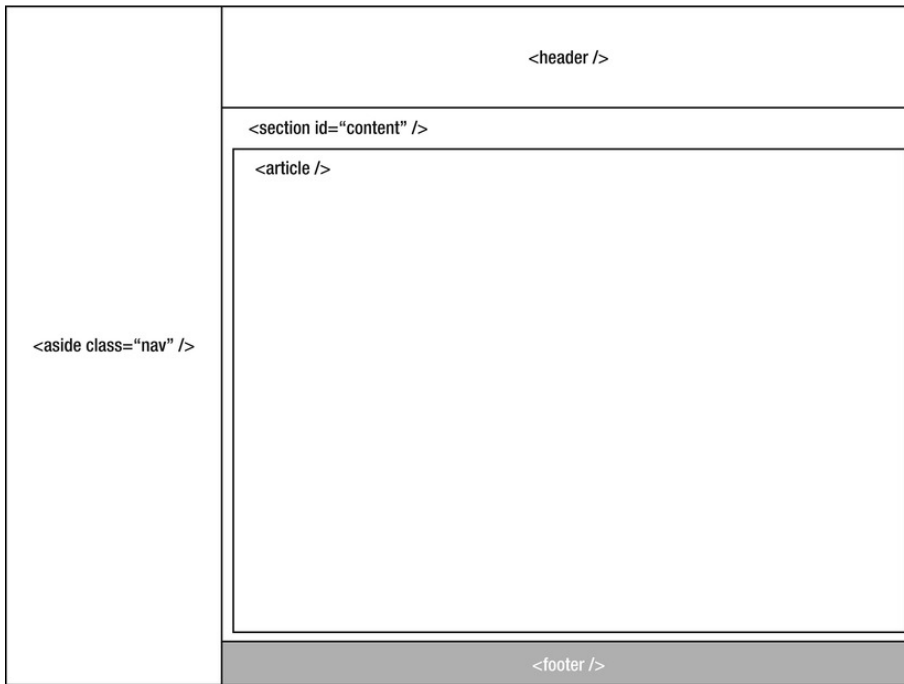 <header />
<section id=“content” />
<article />
<aside class=“nav” />
<footer />